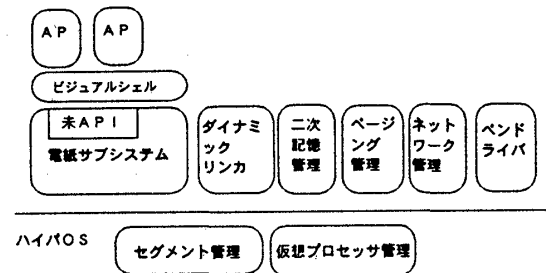 AP
AP
ビジュアルシェル
未API
電紙サブシステム
ダイナミ
ック
リンカ
二次
記憶
管理
ページ
ング
管理
ネット
ワーク
管理
ペンド
ライバ
ハイパOS
セグメント管理
仮想プロセッサ管理